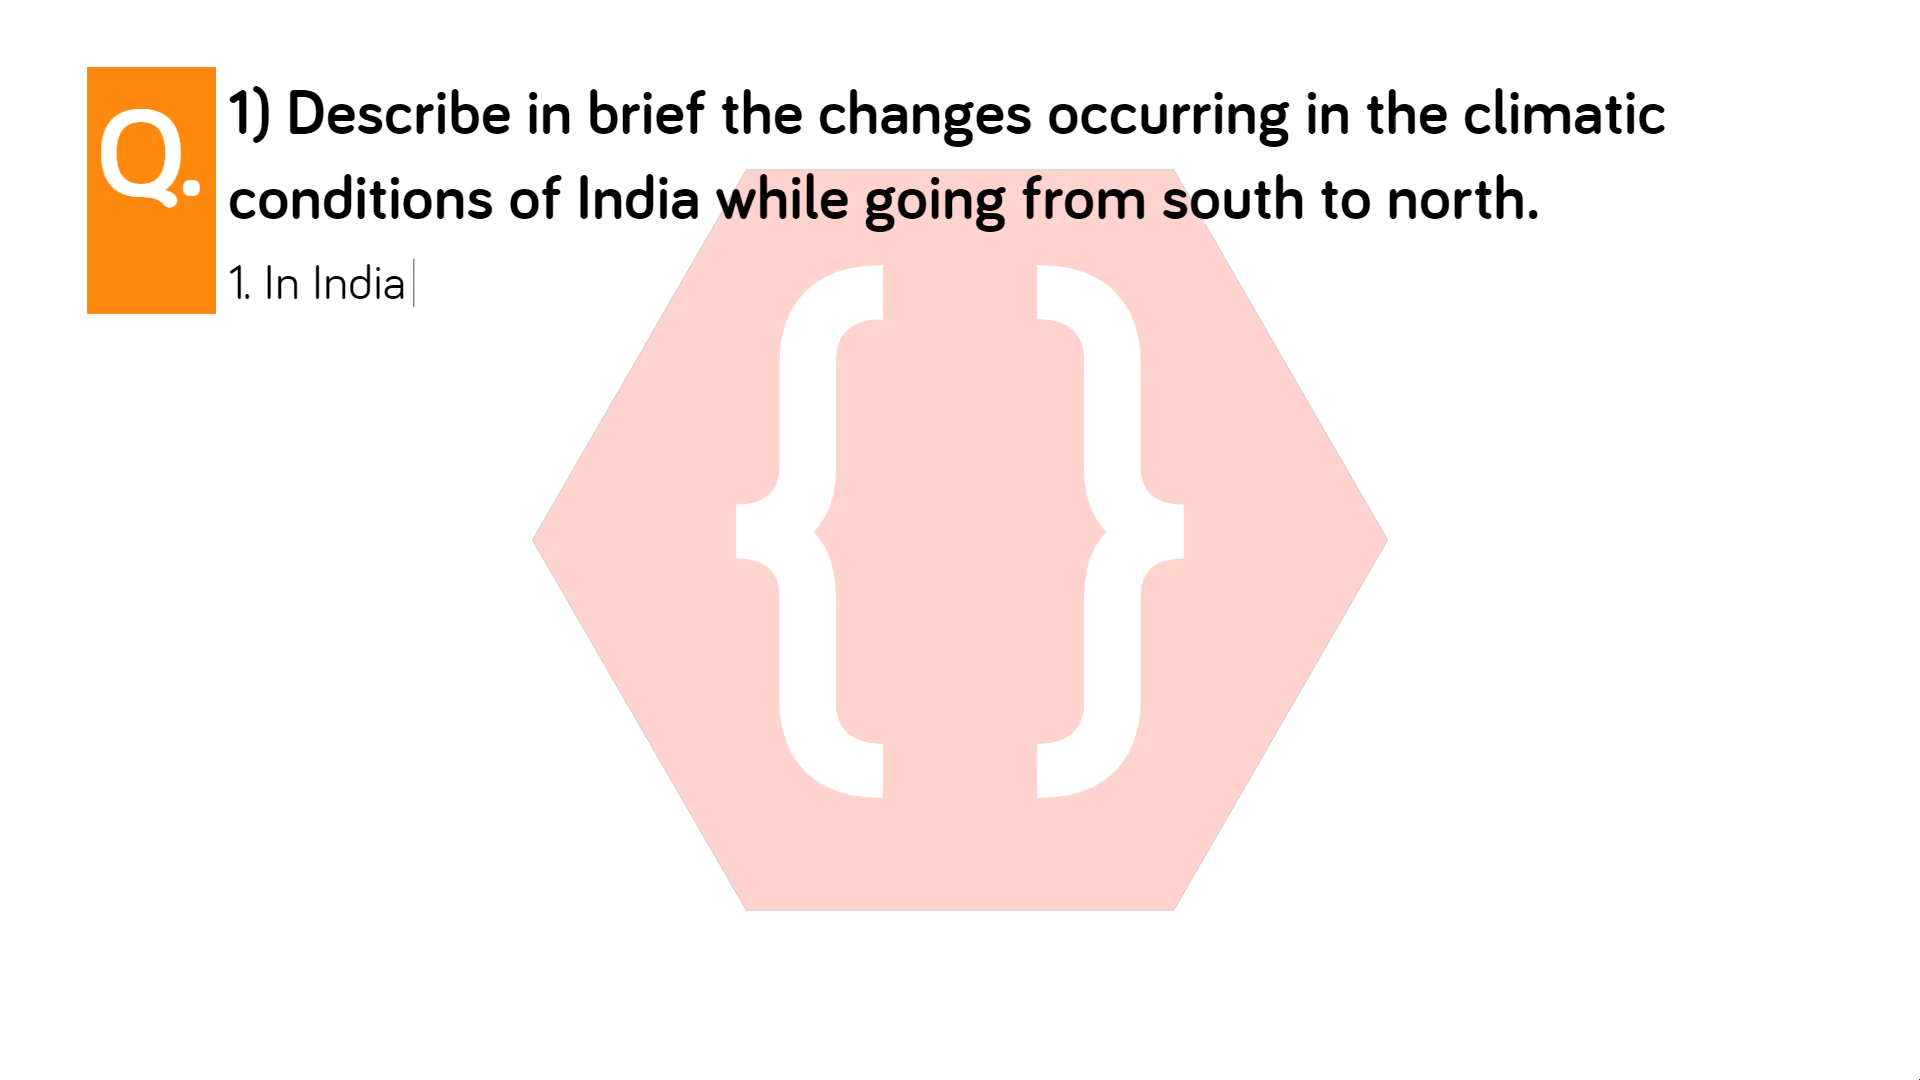 Q.
1) Describe in brief the changes occurring in the climatic
conditions of India while going from south to north.
1. In India